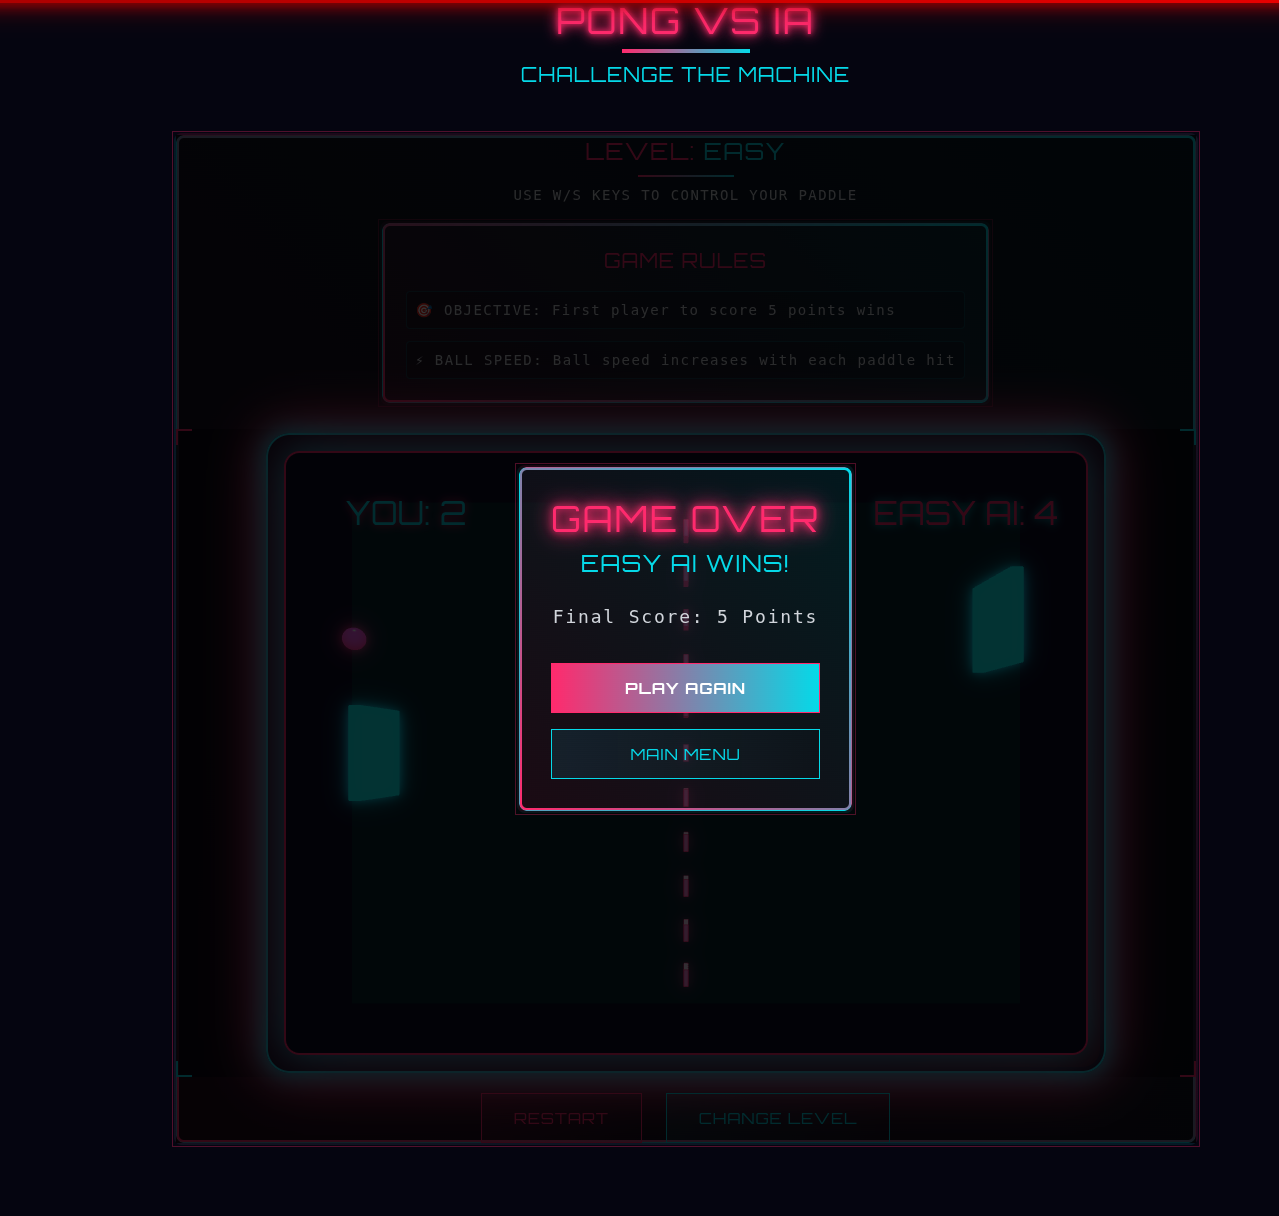 PONG VS IA
CHALLENGE THE MACHINE
LEVEL: EASY
USE W/S KEYS TO CONTROL YOUR PADDLE
GAME RULES
🎯 OBJECTIVE: First player to score 5 points wins
⚡ BALL SPEED: Ball speed increases with each paddle hit
YOU: 2
EASY AI: 4
GAME OVER
EASY AI WINS!
Final Score: 5 Points
PLAY AGAIN
MAIN MENU
RESTART
CHANGE LEVEL